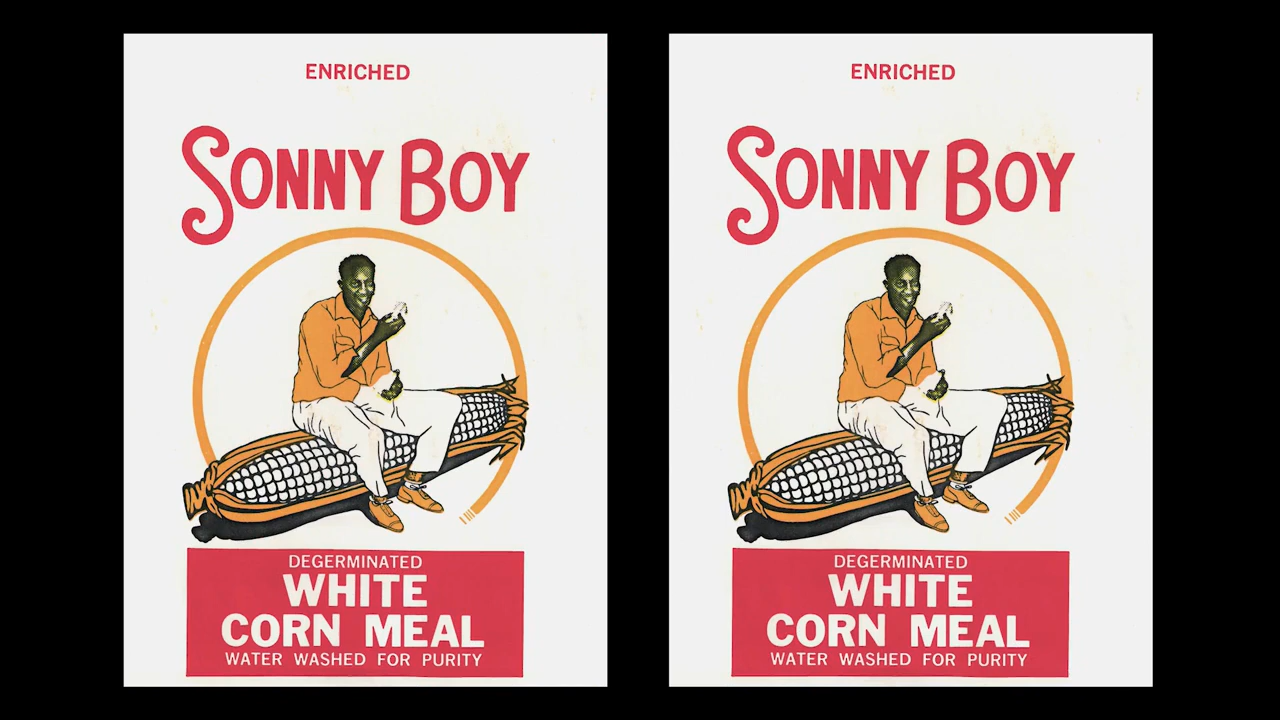 ENRICHED
SONNY BOY
DEGERMINATED
WHITE
CORN MEAL
WATER WASHED FOR PURITY
ENRICHED
SONNY BOY
DEGERMINATED
WHITE
CORN MEAL
WATER WASHED FOR PURITY